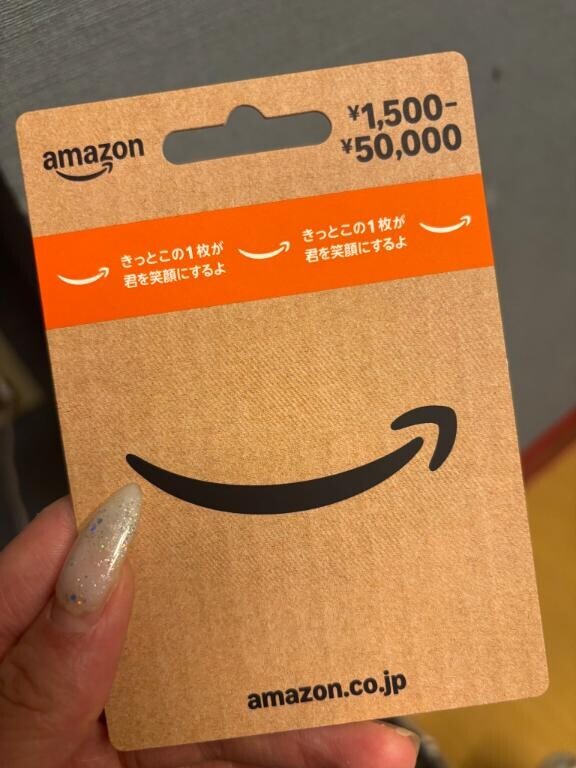 amazon
¥1,500-
¥50,000
きっとこの1枚が
君を笑顔にするよ
きっとこの1枚が
君を笑顔にするよ
amazon.co.jp